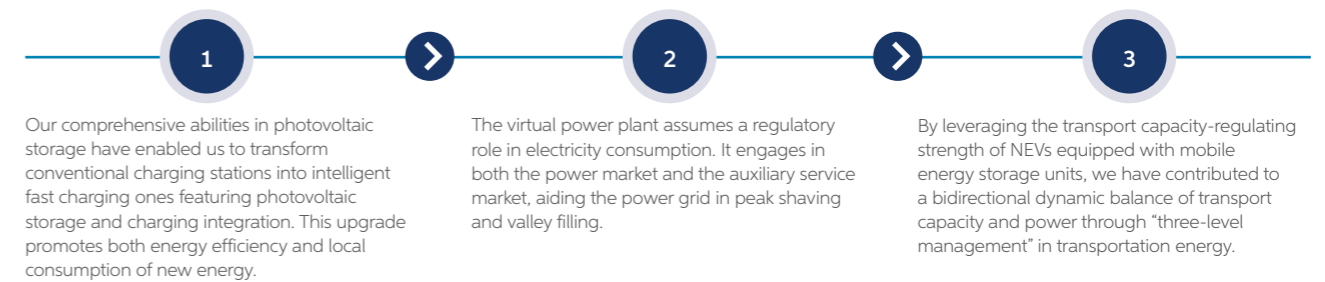 1
2
3
Our comprehensive abilities in photovoltaic
storage have enabled us to transform
conventional charging stations into intelligent
fast charging ones featuring photovoltaic
storage and charging integration. This upgrade
promotes both energy efficiency and local
consumption of new energy.
The virtual power plant assumes a regulatory
role in electricity consumption. It engages in
both the power market and the auxiliary service
market, aiding the power grid in peak shaving
and valley filling.
By leveraging the transport capacity-regulating
strength of NEVs equipped with mobile
energy storage units, we have contributed to
a bidirectional dynamic balance of transport
capacity and power through “three-level
management” in transportation energy.